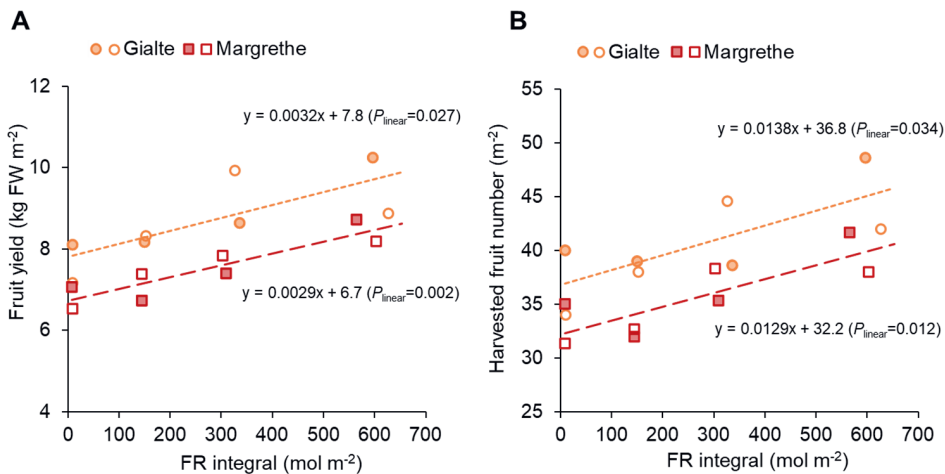 A
Gialte Margrethe
Fruit yield (kg FW m-2)
12
10
8
6
4
y = 0.0032x + 7.8 (Plinear=0.027)
y = 0.0029x + 6.7 (Plinear=0.002)
0 100 200 300 400 500 600 700
FR integral (mol m-2)
B
Gialte Margrethe
Harvested fruit number (m-2)
55
50
45
40
35
30
25
y = 0.0138x + 36.8 (Plinear=0.034)
y = 0.0129x + 32.2 (Plinear=0.012)
0 100 200 300 400 500 600 700
FR integral (mol m-2)